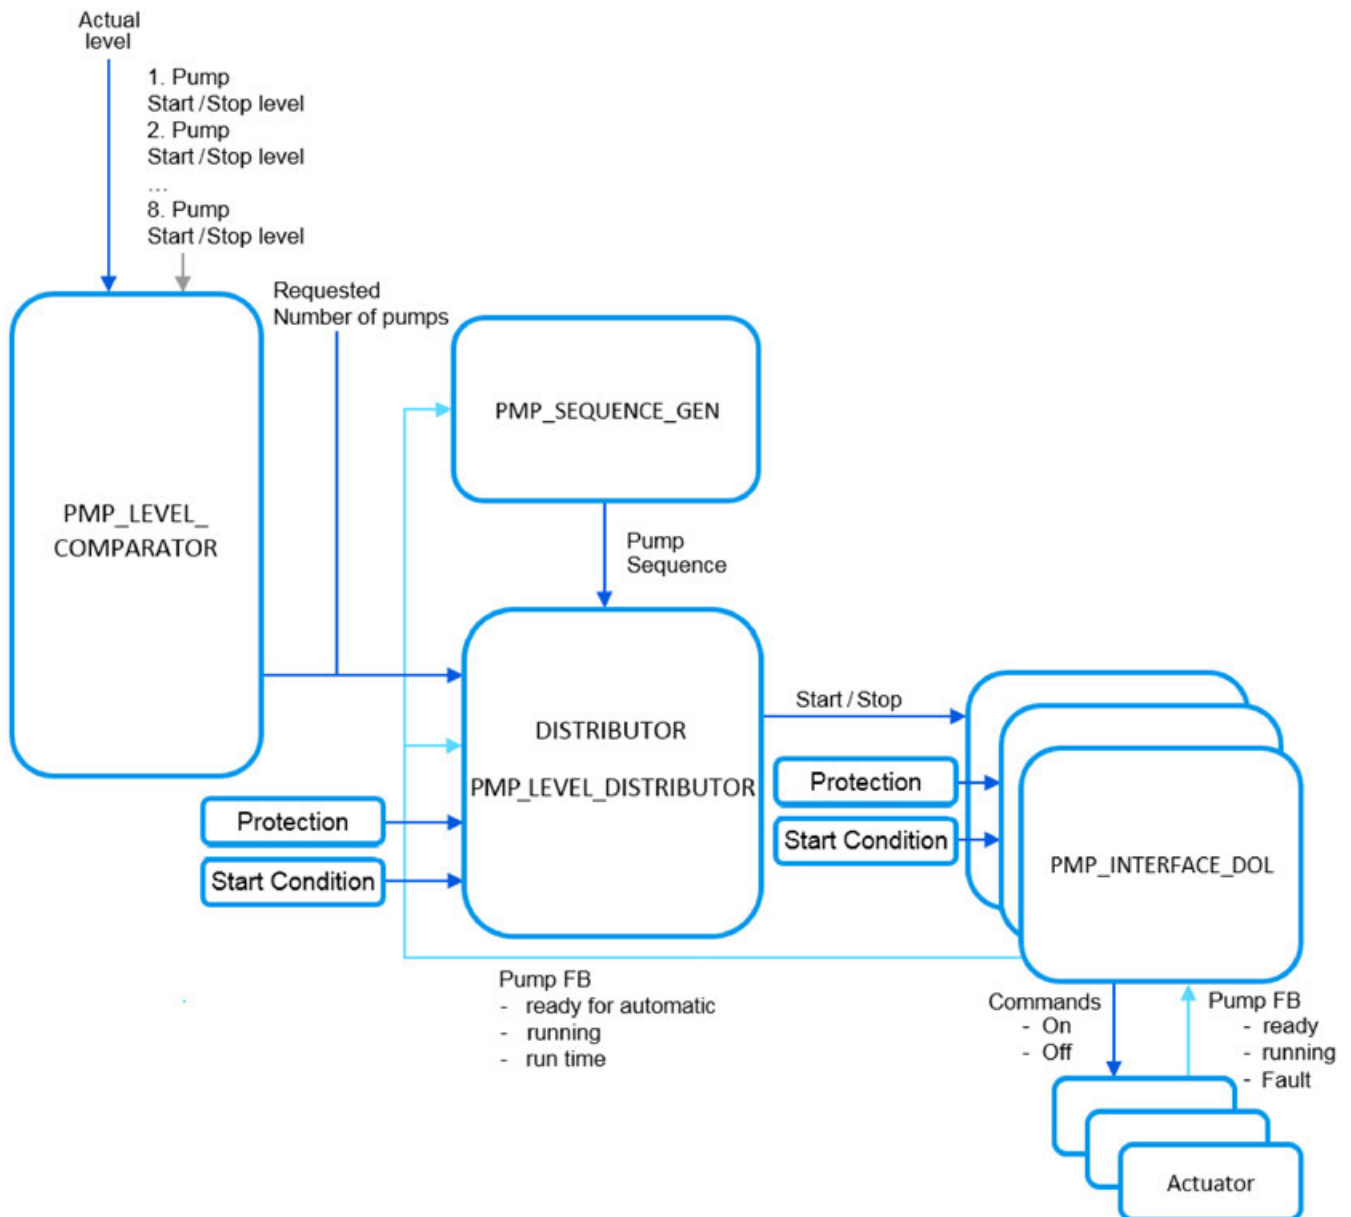 Actual
level
1. Pump
Start / Stop level
2. Pump
Start / Stop level
...
8. Pump
Start / Stop level
Requested
Number of pumps
PMP_SEQUENCE_GEN
PMP_LEVEL_
COMPARATOR
Pump
Sequence
Start / Stop
DISTRIBUTOR
PMP_LEVEL_DISTRIBUTOR
Protection
Start Condition
Protection
Start Condition
PMP_INTERFACE_DOL
Pump FB
- ready for automatic
- running
- run time
Commands
- On
- Off
Pump FB
- ready
- running
- Fault
Actuator